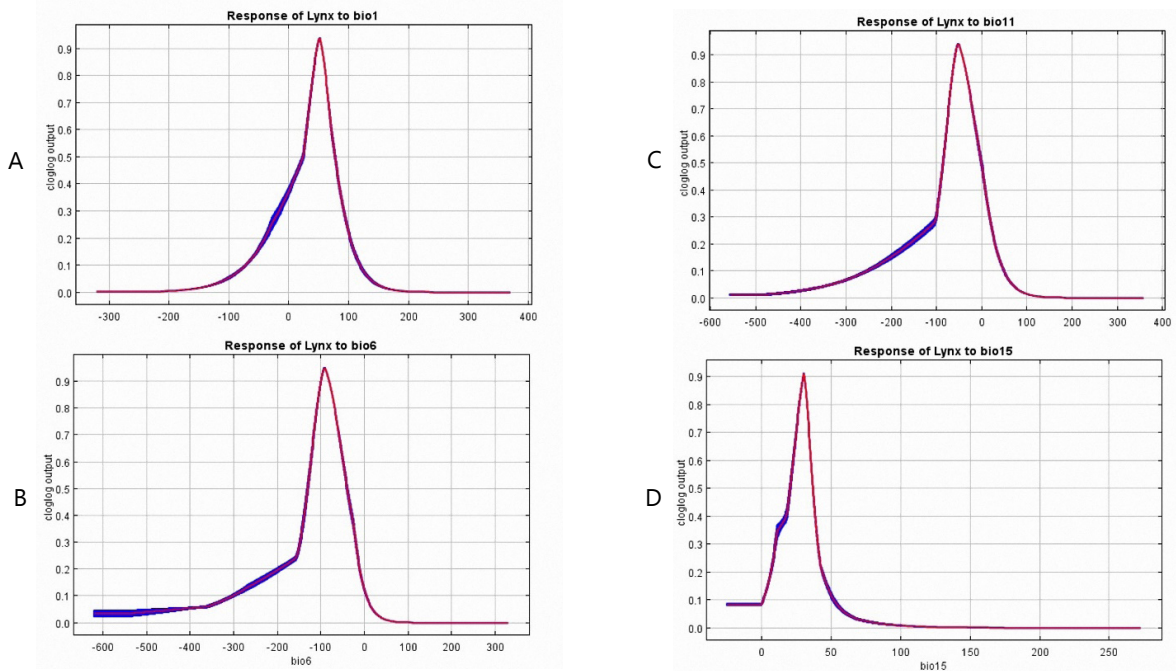 A
Response of Lynx to bio1
cloglog output
0.9
0.8
0.7
0.6
0.5
0.4
0.3
0.2
0.1
0.0
-300 -200 -100 0 100 200 300 400
B
Response of Lynx to bio6
cloglog output
0.9
0.8
0.7
0.6
0.5
0.4
0.3
0.2
0.1
0.0
-600 -500 -400 -300 -200 -100 0 100 200 300
bio6
C
Response of Lynx to bio11
cloglog output
0.9
0.8
0.7
0.6
0.5
0.4
0.3
0.2
0.1
0.0
-600 -500 -400 -300 -200 -100 0 100 200 300 400
D
Response of Lynx to bio15
cloglog output
0.9
0.8
0.7
0.6
0.5
0.4
0.3
0.2
0.1
0.0
0 50 100 150 200 250
bio15